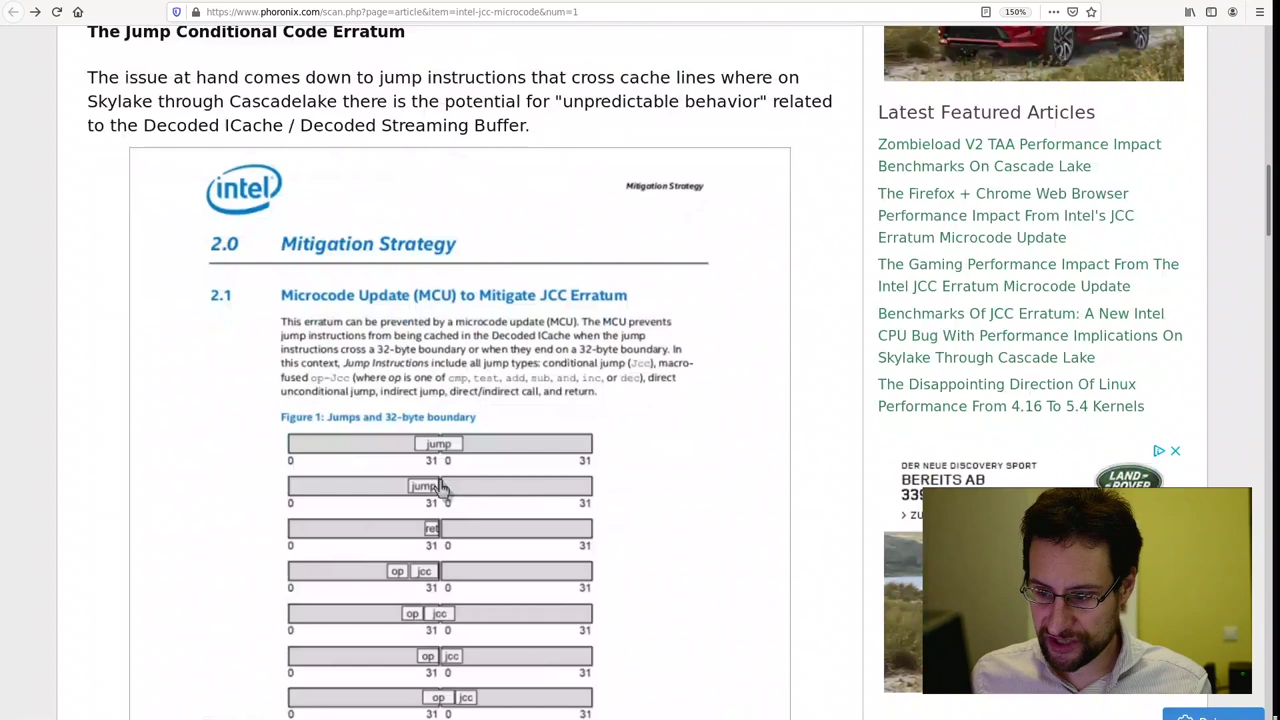 https://www.phoronix.com/scan.php?page=article&item=intel-jcc-microcode&num=1
150%
The Jump Conditional Code Erratum
The issue at hand comes down to jump instructions that cross cache lines where on
Skylake through Cascadelake there is the potential for "unpredictable behavior" related
to the Decoded ICache / Decoded Streaming Buffer.
intel
Mitigation Strategy
2.0 Mitigation Strategy
2.1 Microcode Update (MCU) to Mitigate JCC Erratum
This erratum can be prevented by a microcode update (MCU). The MCU prevents
jump instructions from being cached in the Decoded ICache when the jump
instructions cross a 32-byte boundary or when they end on a 32-byte boundary. In
this context, Jump Instructions include all jump types: conditional jump (Jcc), macro-
fused op-Jcc (where op is one of cmp, test, add, sub, and, inc, or dec), direct
unconditional jump, indirect jump, direct/indirect call, and return.
Figure 1: Jumps and 32-byte boundary
jump
0 31 0 31
jump
0 31 0 31
ret
0 31 0 31
op jcc
0 31 0 31
op jcc
0 31 0 31
op jcc
0 31 0 31
op jcc
0 31 0 31
Latest Featured Articles
Zombieload V2 TAA Performance Impact
Benchmarks On Cascade Lake
The Firefox + Chrome Web Browser
Performance Impact From Intel's JCC
Erratum Microcode Update
The Gaming Performance Impact From The
Intel JCC Erratum Microcode Update
Benchmarks Of JCC Erratum: A New Intel
CPU Bug With Performance Implications On
Skylake Through Cascade Lake
The Disappointing Direction Of Linux
Performance From 4.16 To 5.4 Kernels
DER NEUE DISCOVERY SPORT
BEREITS AB
LAND-
ROVER